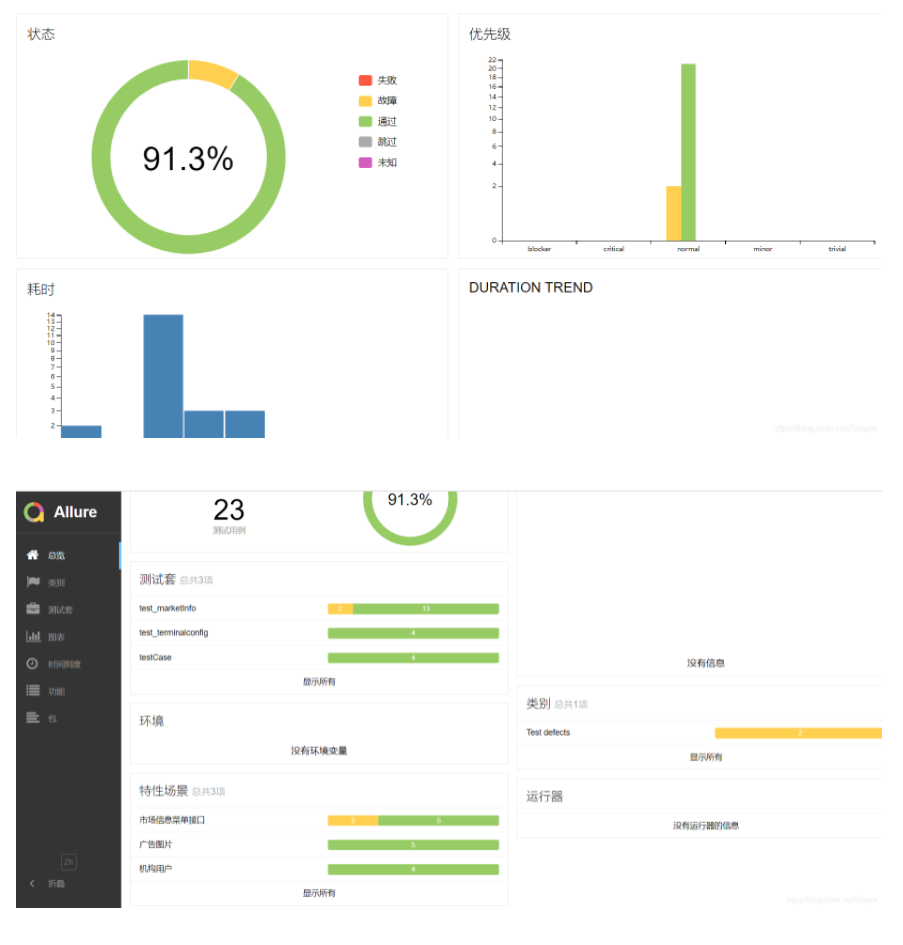 状态
91.3%
失败
故障
通过
跳过
未知
优先级
22
20
18
16
14
12
10
8
6
4
2
0
blocker critical normal minor trivial
耗时
14
13
12
11
10
9
8
7
6
5
4
3
2
DURATION TREND
Allure
总览
类别
测试套
图表
时间刻度
功能
包
Zh
折叠
23
测试用例
91.3%
测试套 总共3项
test_marketInfo 2 13
test_terminalconfig 4
testCase 4
显示所有
环境
没有环境变量
特性场景 总共3项
市场信息菜单接口 2 5
广告图片 5
机构用户 4
显示所有
没有信息
类别 总共1项
Test defects 2
显示所有
运行器
没有运行器的信息